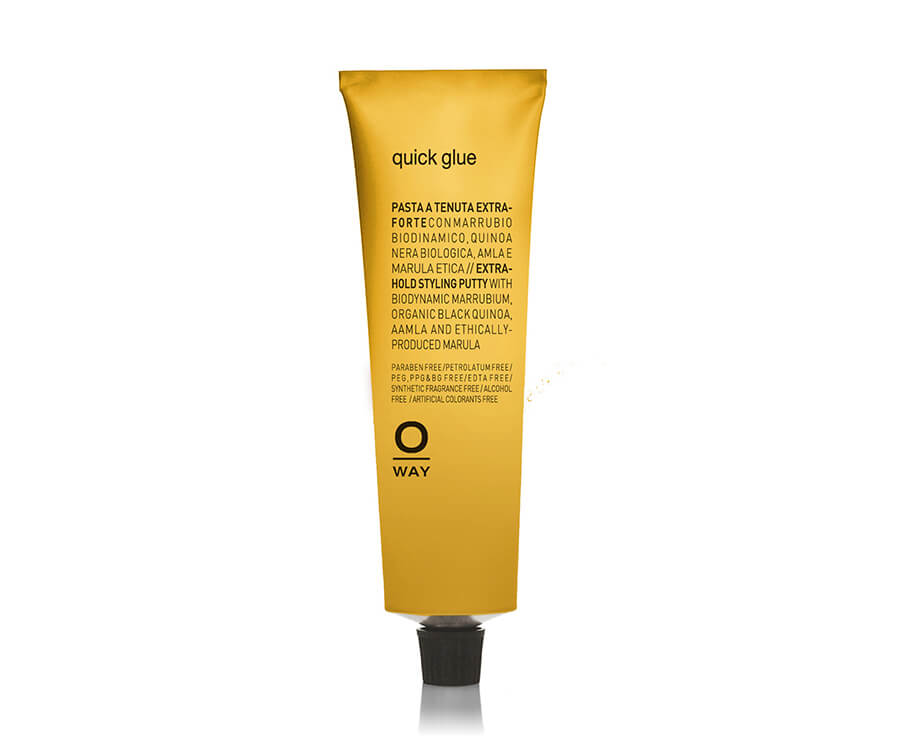 quick glue
PASTA A TENUTA EXTRA-
FORTE CON MARRUBIO
BIODINAMICO, QUINOA
NERA BIOLOGICA, AMLA E
MARULA ETICA // EXTRA-
HOLD STYLING PUTTY WITH
BIODYNAMIC MARRUBIUM,
ORGANIC BLACK QUINOA,
AAMLA AND ETHICALLY-
PRODUCED MARULA
PARABEN FREE/PETROLATUM FREE/
PEG, PPG&BG FREE/EDTA FREE/
SYNTHETIC FRAGRANCE FREE/ALCOHOL
FREE / ARTIFICIAL COLORANTS FREE
O
WAY